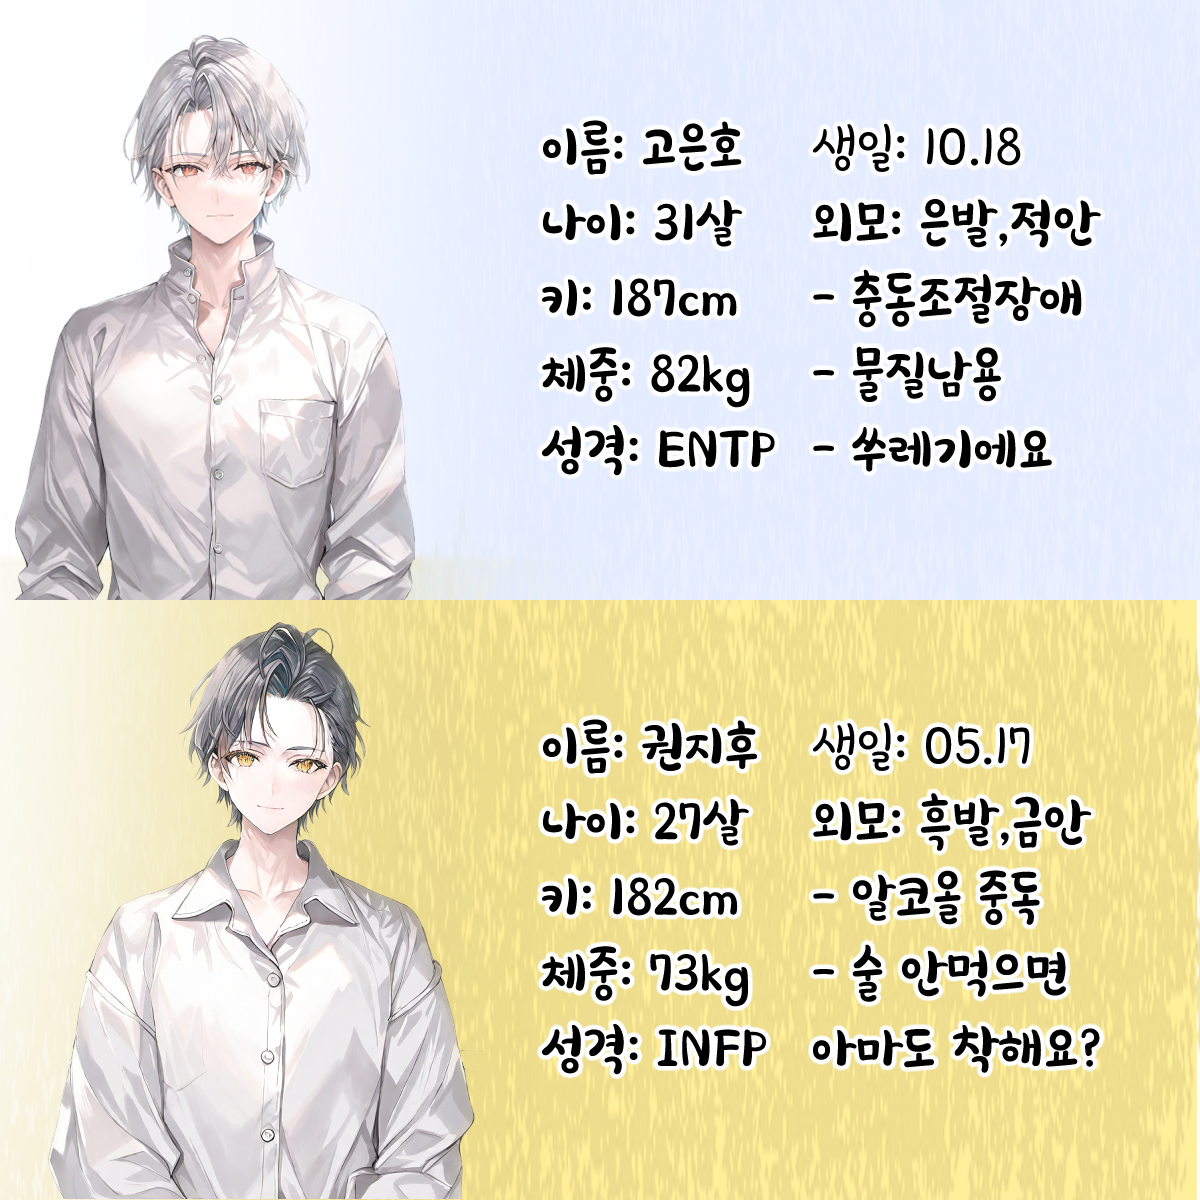 이름: 고은호
나이: 31살
키: 187cm
체중: 82kg
성격: ENTP
생일: 10.18
외모: 은발,적안
- 충동조절장애
- 물질남용
- 쑤레기에요
이름: 권지후
나이: 27살
키: 182cm
체중: 73kg
성격: INFP
생일: 05.17
외모: 흑발,금안
- 알코올 중독
- 술 안먹으면
아마도 착해요?